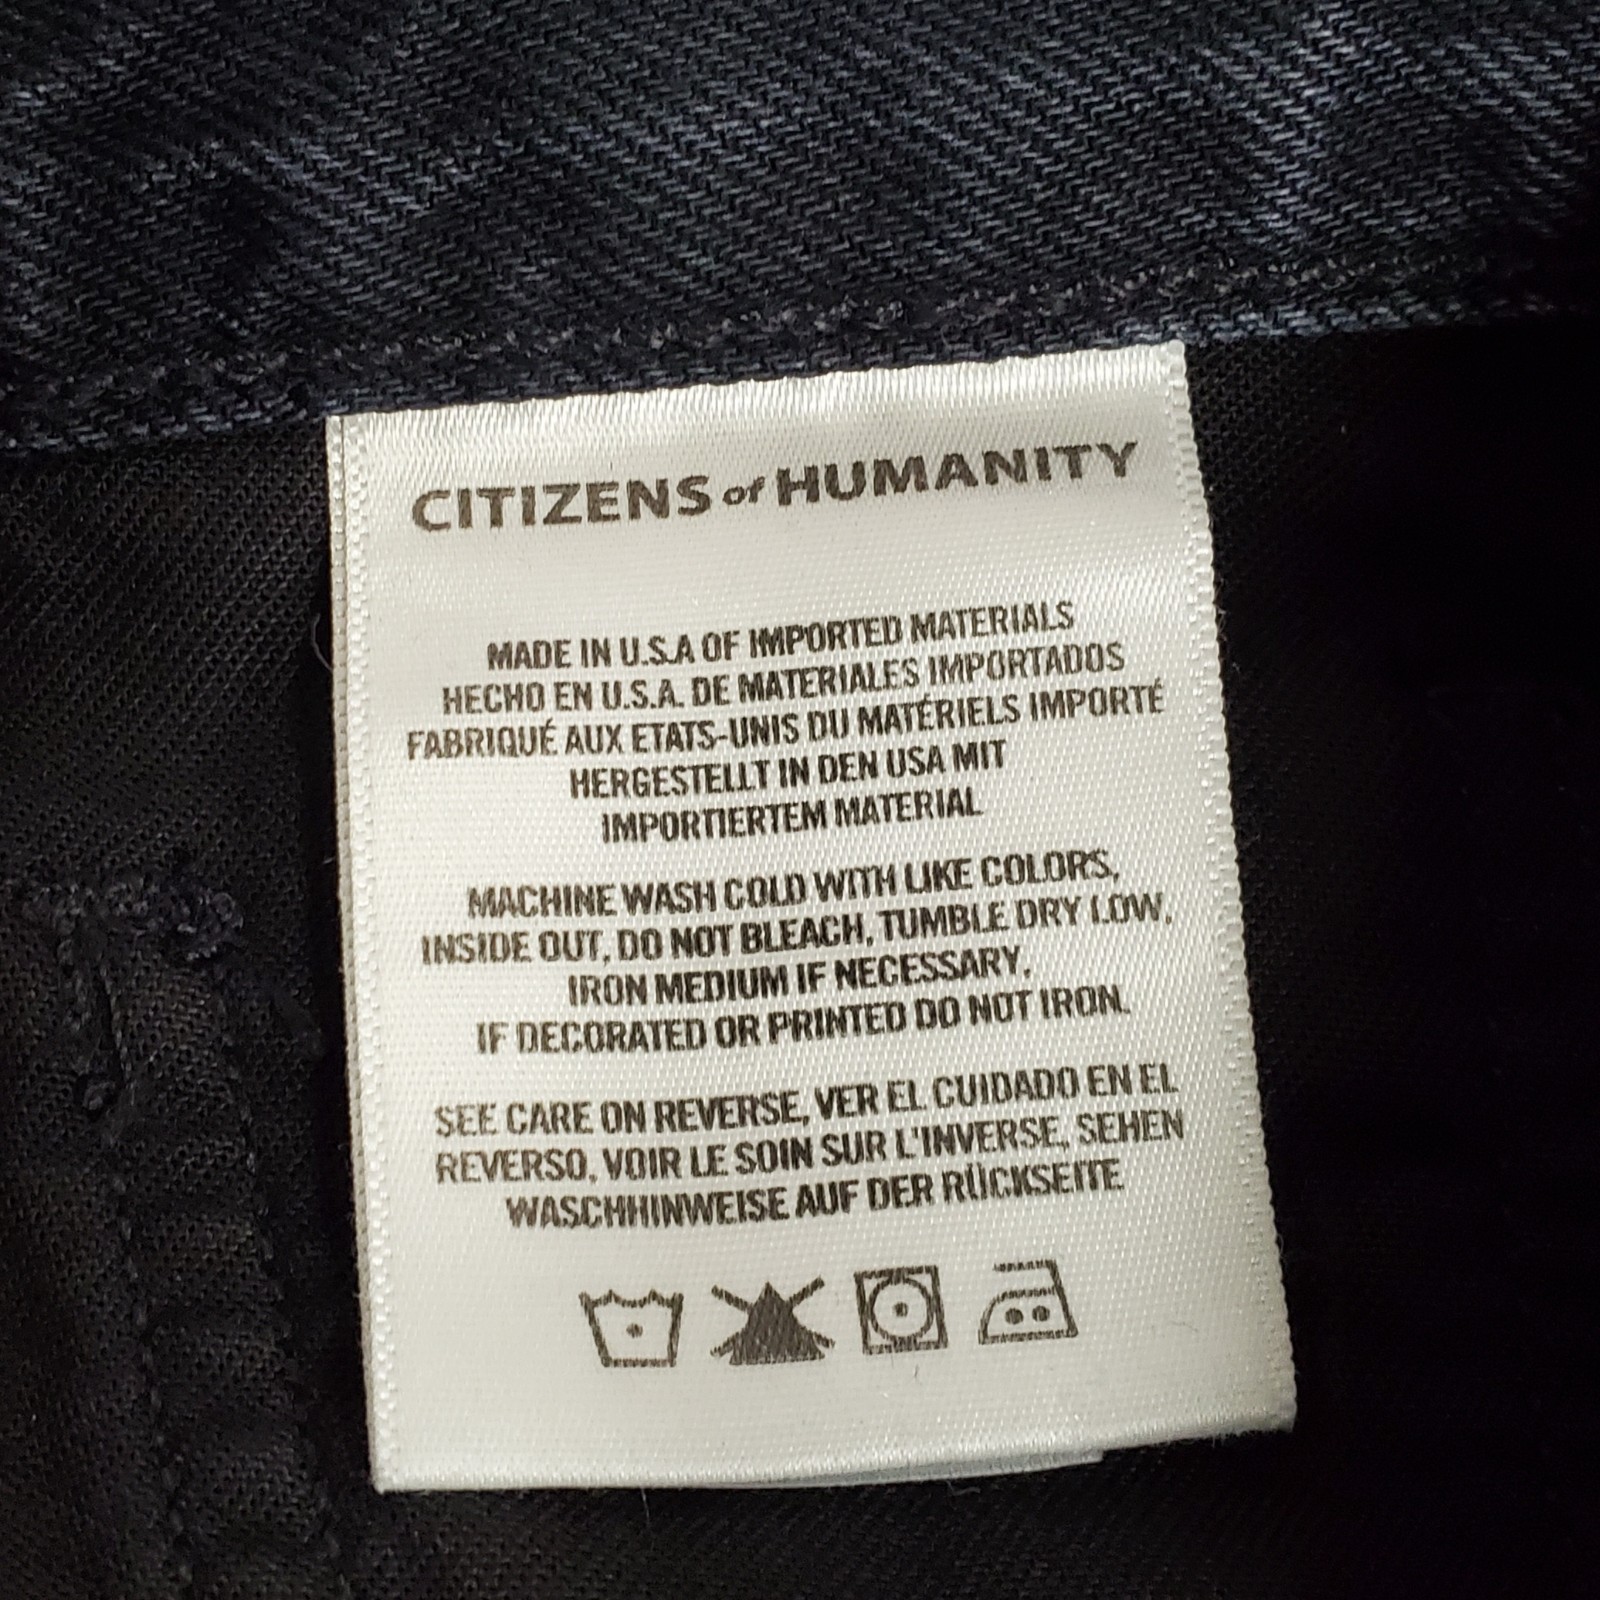 CITIZENS of HUMANITY
MADE IN U.S.A OF IMPORTED MATERIALS
HECHO EN U.S.A. DE MATERIALES IMPORTADOS
FABRIQUÉ AUX ETATS-UNIS DU MATÉRIELS IMPORTÉ
HERGESTELLT IN DEN USA MIT
IMPORTIERTEM MATERIAL
MACHINE WASH COLD WITH LIKE COLORS,
INSIDE OUT, DO NOT BLEACH, TUMBLE DRY LOW,
IRON MEDIUM IF NECESSARY.
IF DECORATED OR PRINTED DO NOT IRON.
SEE CARE ON REVERSE, VER EL CUIDADO EN EL
REVERSO, VOIR LE SOIN SUR L'INVERSE, SEHEN
WASCHHINWEISE AUF DER RÜCKSEITE